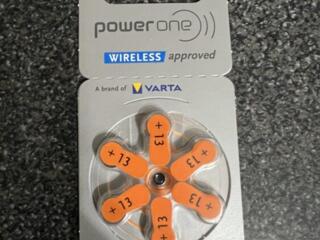 power one
WIRELESS approved
A brand of VARTA
+ 13
+ 13
+ 13
+ 13
+ 13
+ 13